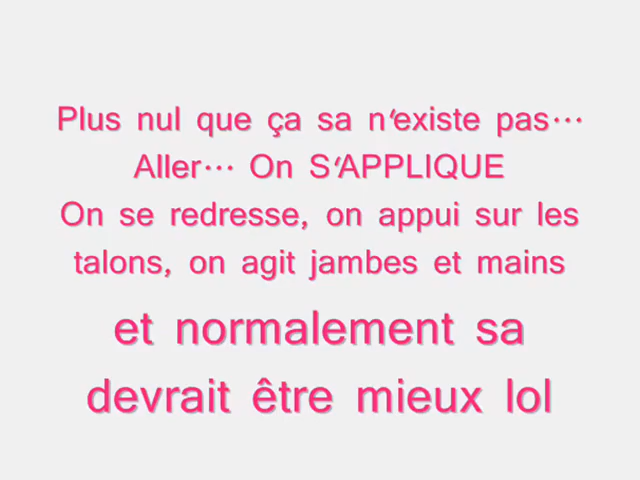 Plus nul que ça sa n'existe pas...
Aller... On S'APPLIQUE
On se redresse, on appui sur les
talons, on agit jambes et mains
et normalement sa
devrait être mieux lol